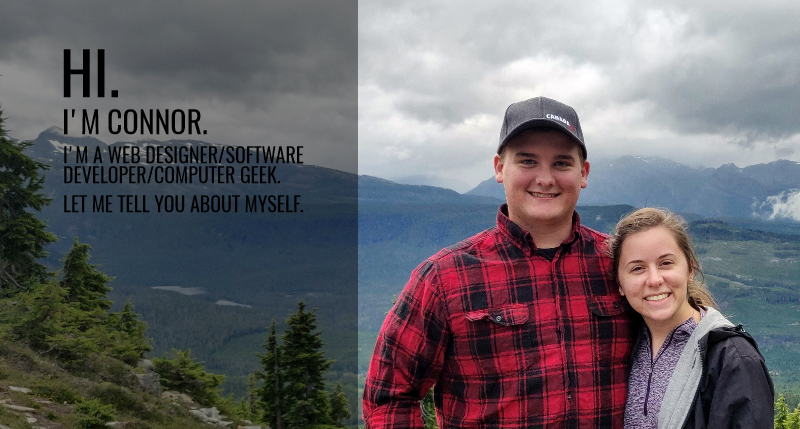 HI.
I'M CONNOR.
I'M A WEB DESIGNER/SOFTWARE
DEVELOPER/COMPUTER GEEK.
LET ME TELL YOU ABOUT MYSELF.
CANADA